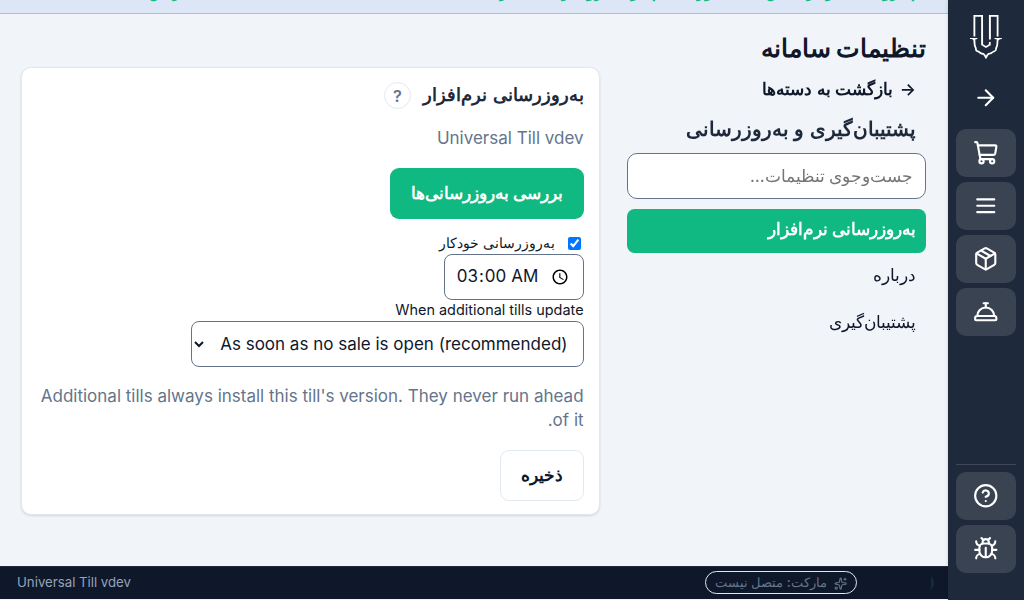 تنظیمات سامانه
→ بازگشت به دسته‌ها
پشتیبان‌گیری و به‌روزرسانی
جست‌وجوی تنظیمات...
به‌روزرسانی نرم‌افزار
درباره
پشتیبان‌گیری
به‌روزرسانی نرم‌افزار ?
Universal Till vdev
بررسی به‌روزرسانی‌ها
به‌روزرسانی خودکار
03:00 AM
When additional tills update
As soon as no sale is open (recommended)
Additional tills always install this till's version. They never run ahead
of it.
ذخیره
مارکت: متصل نیست
Universal Till vdev